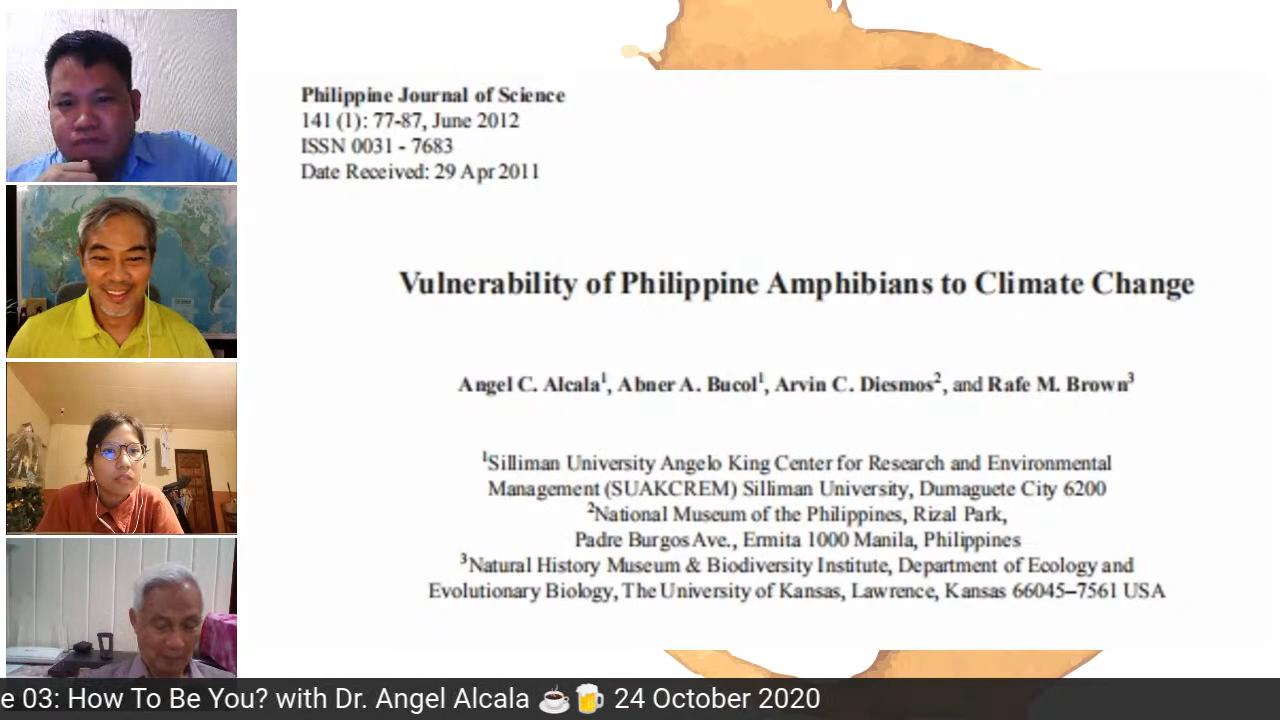 Philippine Journal of Science
141 (1): 77-87, June 2012
ISSN 0031 - 7683
Date Received: 29 Apr 2011
Vulnerability of Philippine Amphibians to Climate Change
Angel C. Alcala1, Abner A. Bucol1, Arvin C. Diesmos2, and Rafe M. Brown3
1Silliman University Angelo King Center for Research and Environmental
Management (SUAKCREM) Silliman University, Dumaguete City 6200
2National Museum of the Philippines, Rizal Park,
Padre Burgos Ave., Ermita 1000 Manila, Philippines
3Natural History Museum & Biodiversity Institute, Department of Ecology and
Evolutionary Biology, The University of Kansas, Lawrence, Kansas 66045–7561 USA
e 03: How To Be You? with Dr. Angel Alcala ☕🍺 24 October 2020